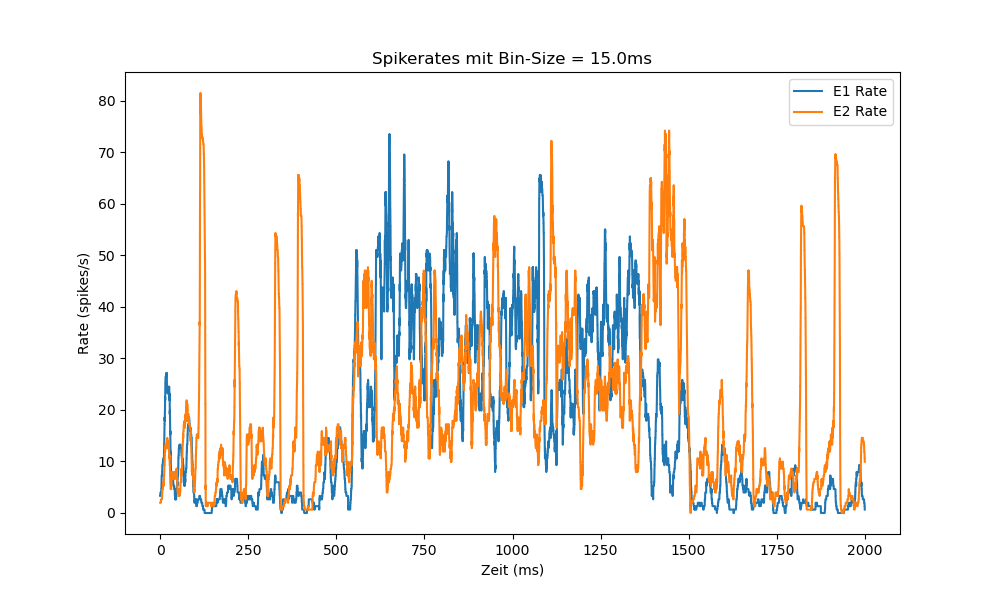 Spikerates mit Bin-Size = 15.0ms
E1 Rate
E2 Rate
Rate (spikes/s)
80
70
60
50
40
30
20
10
0
0 250 500 750 1000 1250 1500 1750 2000
Zeit (ms)